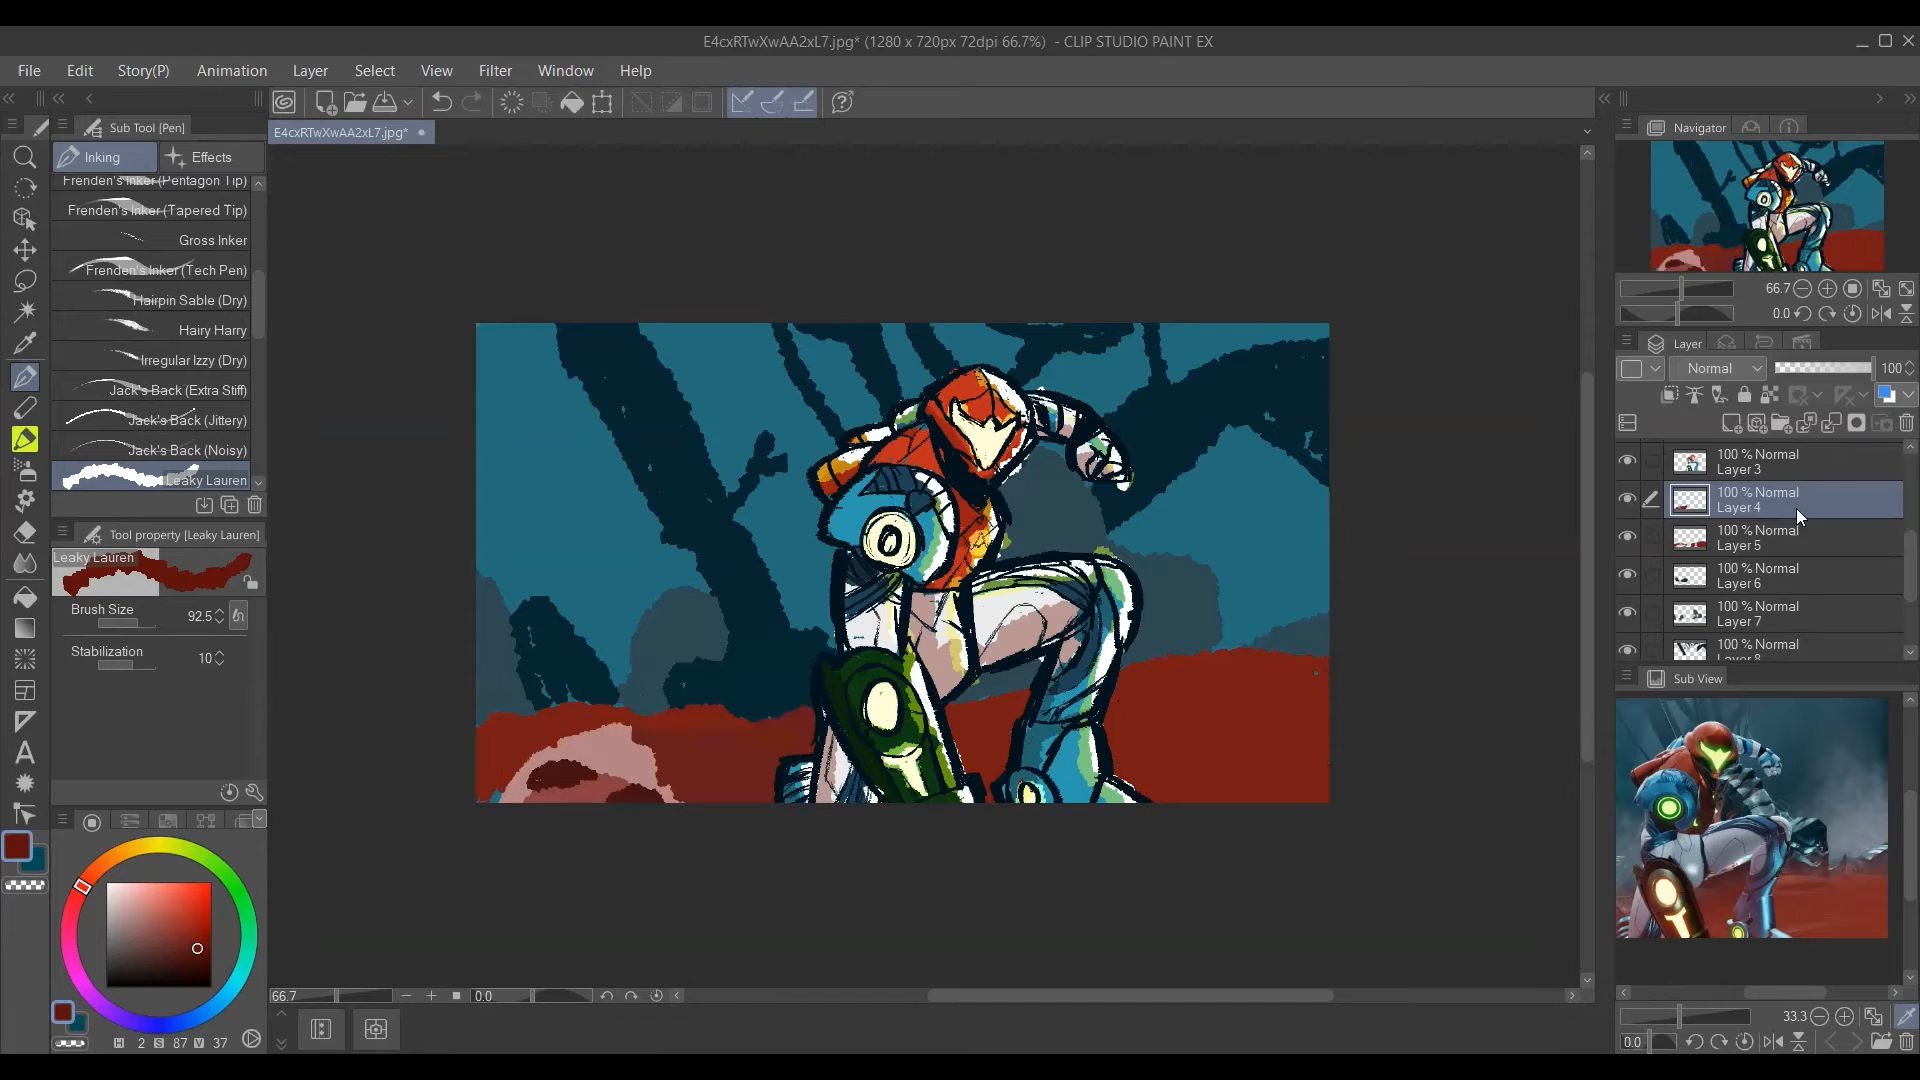 E4cxRTwXwAA2xL7.jpg* (1280 x 720px 72dpi 66.7%) - CLIP STUDIO PAINT EX
File Edit Story(P) Animation Layer Select View Filter Window Help
Sub Tool [Pen]
E4cxRTwXwAA2xL7.jpg*
Navigator
Inking Effects
Frenden's Inker (Pentagon Tip)
Frenden's Inker (Tapered Tip)
Gross Inker
Frenden's Inker (Tech Pen)
Hairpin Sable (Dry)
Hairy Harry
Irregular Izzy (Dry)
Jack's Back (Extra Stiff)
Jack's Back (Jittery)
Jack's Back (Noisy)
Leaky Lauren
Tool property [Leaky Lauren]
Leaky Lauren
Brush Size 92.5
Stabilization 10
H 2 S 87 V 37
66.7 0.0
66.7
0.0
Layer
Normal 100
100 % Normal
Layer 3
100 % Normal
Layer 4
100 % Normal
Layer 5
100 % Normal
Layer 6
100 % Normal
Layer 7
100 % Normal
Layer 8
Sub View
33.3
0.0